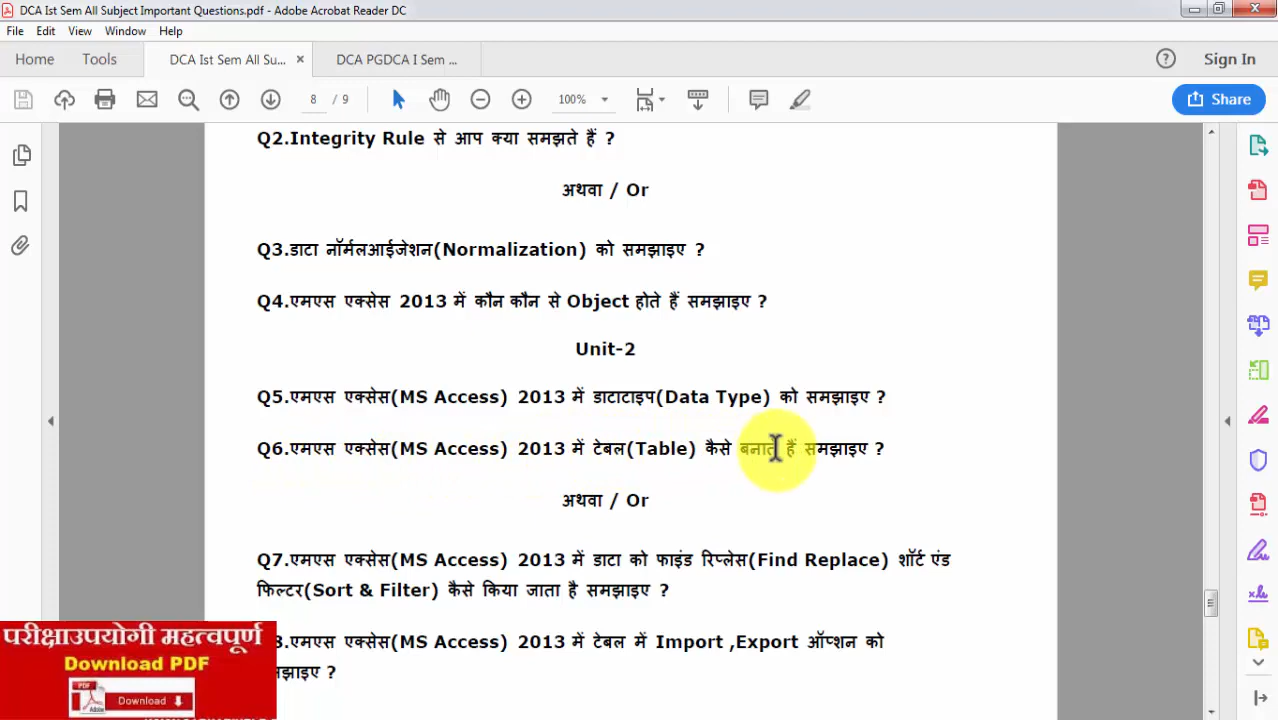 DCA Ist Sem All Subject Important Questions.pdf - Adobe Acrobat Reader DC
File Edit View Window Help
Home Tools DCA Ist Sem All Su... × DCA PGDCA I Sem ... ? Sign In
8 / 9 100% Share
Q2.Integrity Rule से आप क्या समझते हैं ?
अथवा / Or
Q3.डाटा नॉर्मलआईजेशन(Normalization) को समझाइए ?
Q4.एमएस एक्सेस 2013 में कौन कौन से Object होते हैं समझाइए ?
Unit-2
Q5.एमएस एक्सेस(MS Access) 2013 में डाटाटाइप(Data Type) को समझाइए ?
Q6.एमएस एक्सेस(MS Access) 2013 में टेबल(Table) कैसे बनाते हैं समझाइए ?
अथवा / Or
Q7.एमएस एक्सेस(MS Access) 2013 में डाटा को फाइंड रिप्लेस(Find Replace) शॉर्ट एंड
फिल्टर(Sort & Filter) कैसे किया जाता है समझाइए ?
8.एमएस एक्सेस(MS Access) 2013 में टेबल में Import ,Export ऑप्शन को
मझाइए ?
परीक्षाउपयोगी महत्वपूर्ण
Download PDF
PDF Download